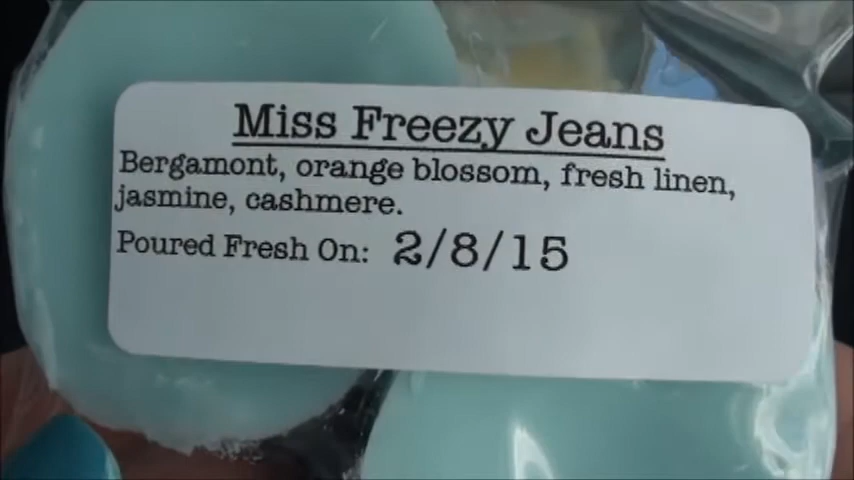 Miss Freezy Jeans
Bergamont, orange blossom, fresh linen,
jasmine, cashmere.
Poured Fresh On: 2/8/15